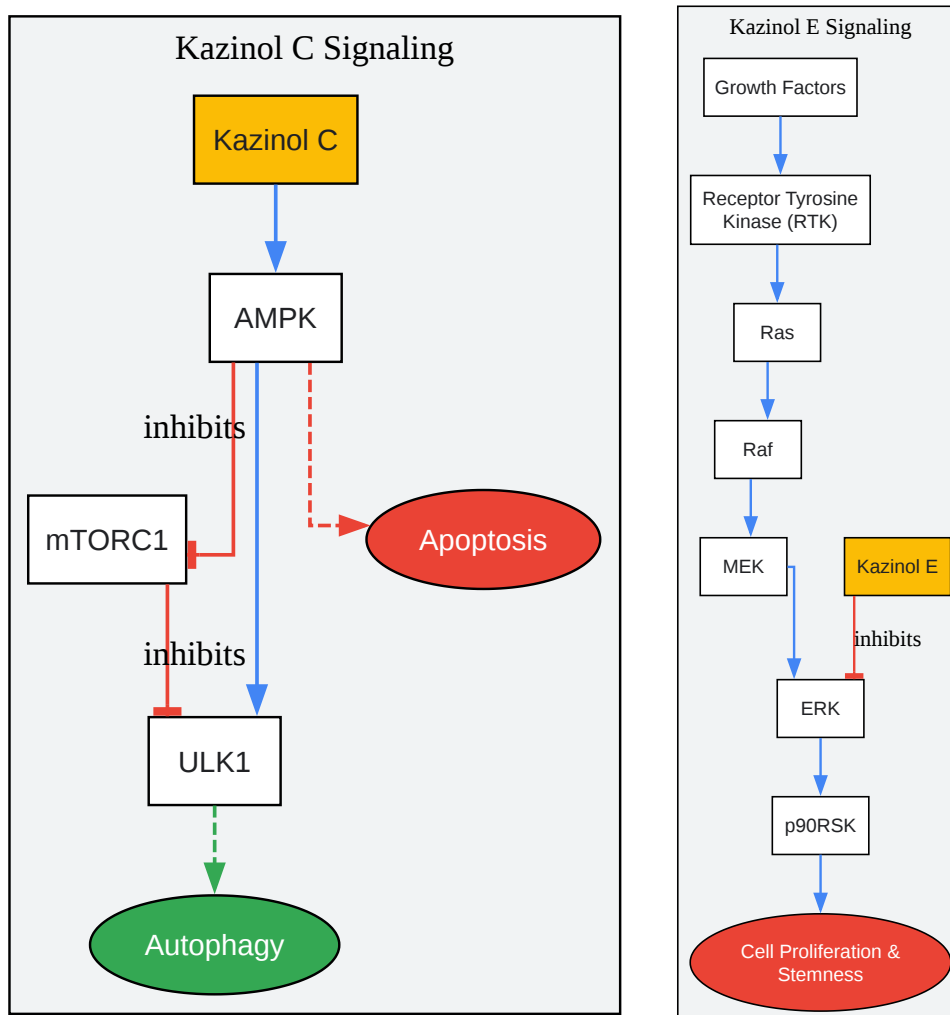 Kazinol C Signaling
Kazinol C
AMPK
inhibits
mTORC1
Apoptosis
inhibits
ULK1
Autophagy
Kazinol E Signaling
Growth Factors
Receptor Tyrosine
Kinase (RTK)
Ras
Raf
MEK
Kazinol E
inhibits
ERK
p90RSK
Cell Proliferation &
Stemness